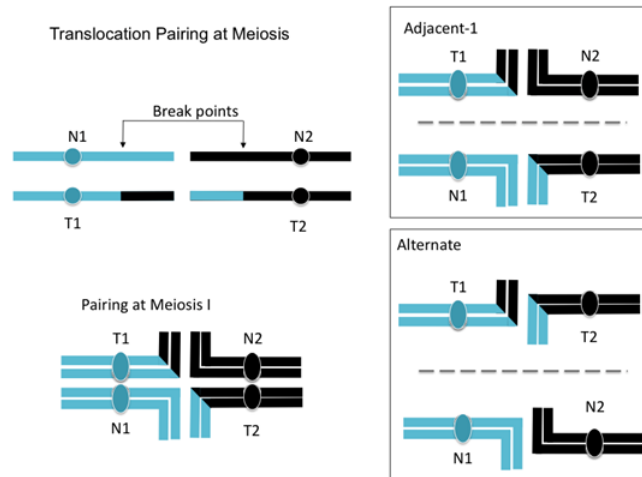 Translocation Pairing at Meiosis
Break points
N1
N2
T1
T2
Pairing at Meiosis I
T1
N2
N1
T2
Adjacent-1
T1
N2
N1
T2
Alternate
T1
T2
N2
N1